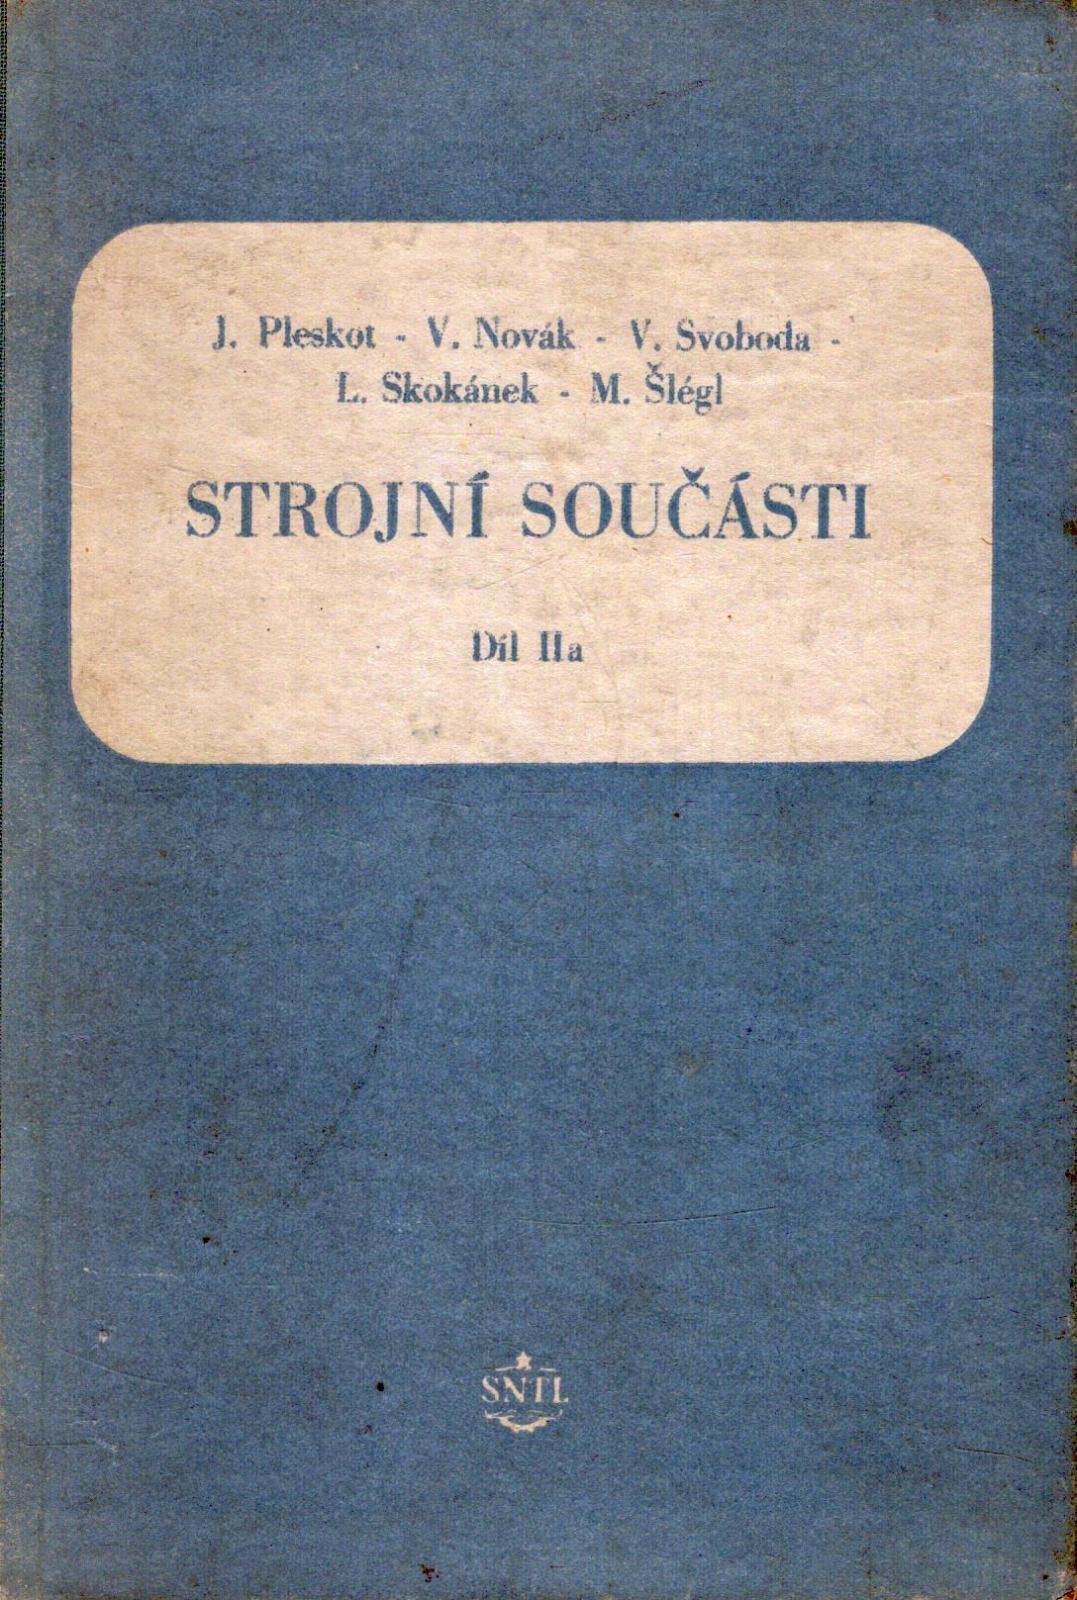 J. Pleskot - V. Novák - V. Svoboda -
L. Skokánek - M. Šlégl
STROJNÍ SOUČÁSTI
Díl IIa
SNTL